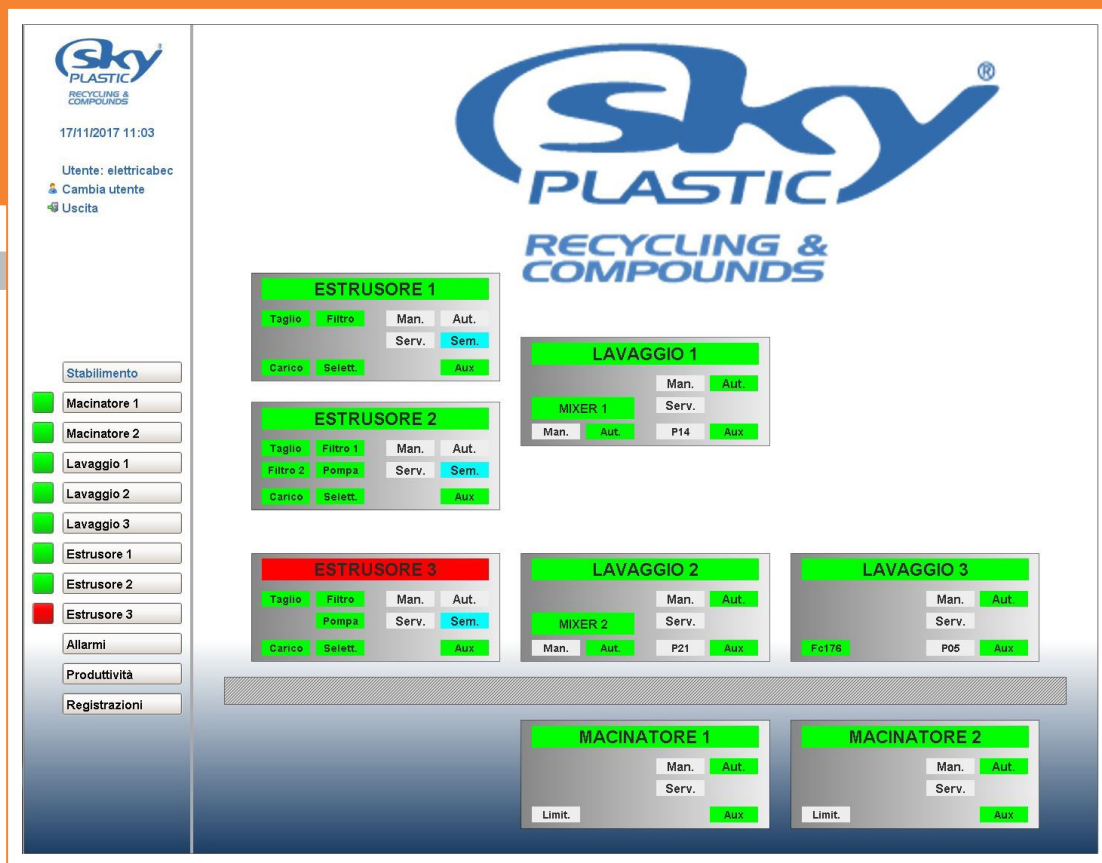 Sky
PLASTIC
RECYCLING &
COMPOUNDS
17/11/2017 11:03
Utente: elettricabec
Cambia utente
Uscita
Stabilimento
Macinatore 1
Macinatore 2
Lavaggio 1
Lavaggio 2
Lavaggio 3
Estrusore 1
Estrusore 2
Estrusore 3
Allarmi
Produttività
Registrazioni
Sky ®
PLASTIC
RECYCLING &
COMPOUNDS
ESTRUSORE 1
Taglio Filtro Man. Aut.
Serv. Sem.
Carico Selett. Aux
LAVAGGIO 1
Man. Aut.
MIXER 1 Serv.
Man. Aut. P14 Aux
ESTRUSORE 2
Taglio Filtro 1 Man. Aut.
Filtro 2 Pompa Serv. Sem.
Carico Selett. Aux
ESTRUSORE 3
Taglio Filtro Man. Aut.
Pompa Serv. Sem.
Carico Selett. Aux
LAVAGGIO 2
Man. Aut.
MIXER 2 Serv.
Man. Aut. P21 Aux
LAVAGGIO 3
Man. Aut.
Serv.
Fc176 P05 Aux
MACINATORE 1
Man. Aut.
Serv.
Limit. Aux
MACINATORE 2
Man. Aut.
Serv.
Limit. Aux